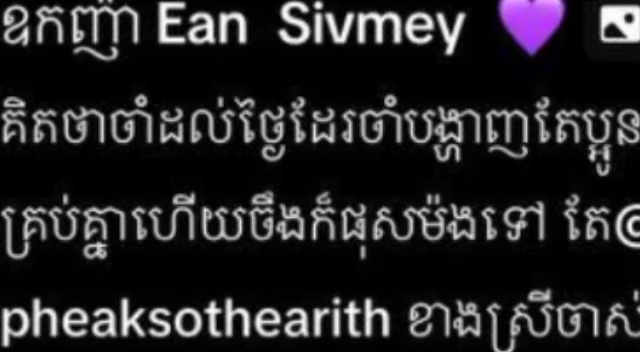 ឧកញ៉ា Ean Sivmey 💜
គិតថាចាំដល់ថ្ងៃដែរចាំបង្ហាញតែប្អូន
គ្រប់គ្នាហើយចឹងក៏ផុសម៉ងទៅ តែ@
pheaksothearith ខាងស្រីចាស់